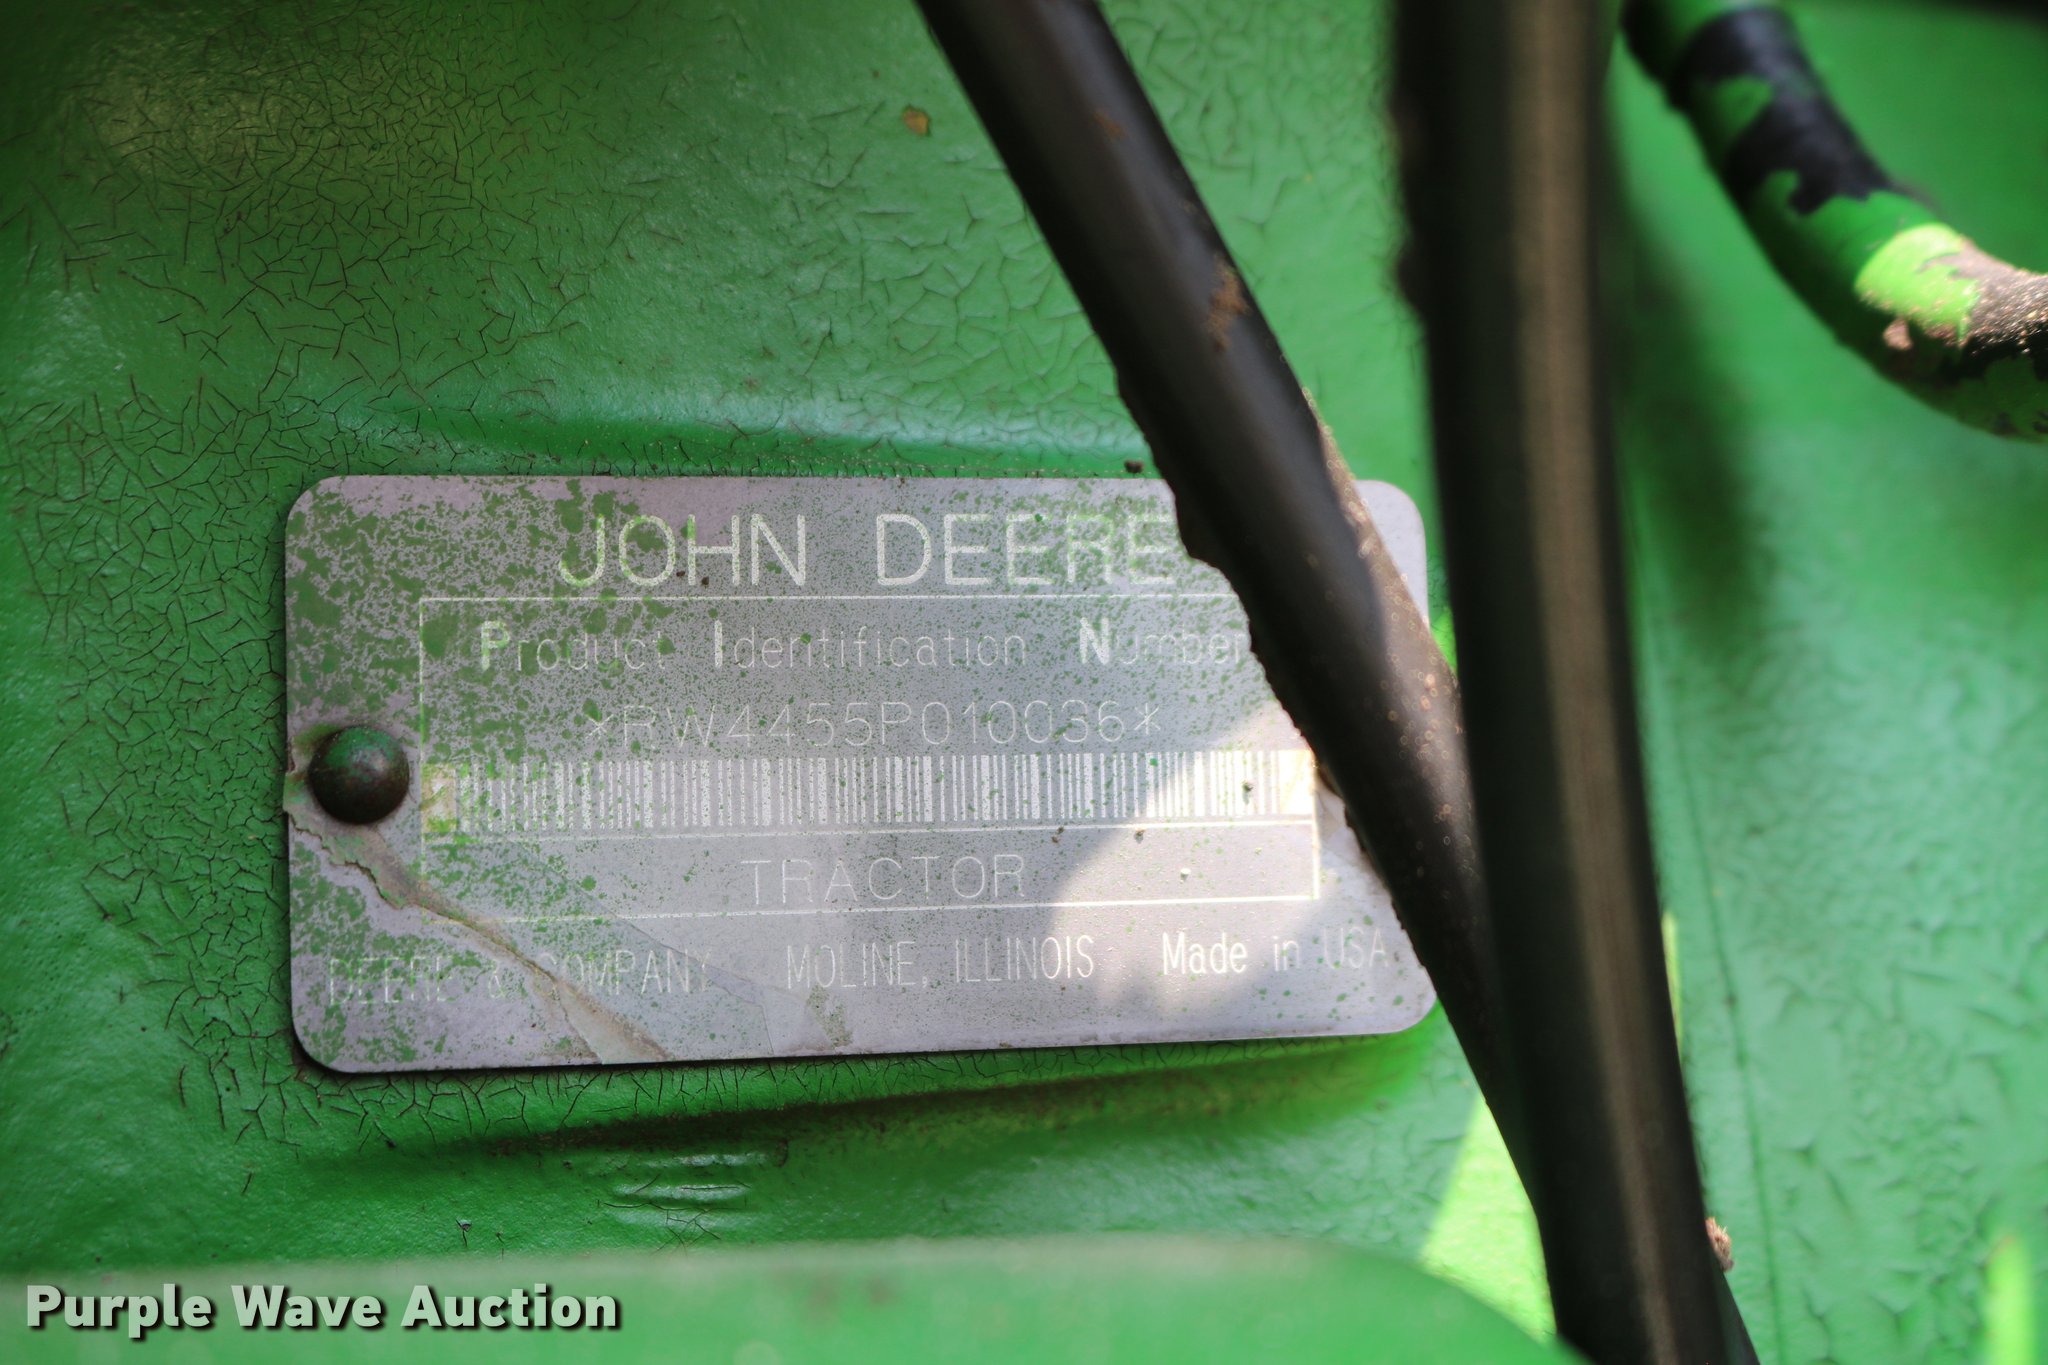 JOHN DEERE
Product Identification Number
*RW4455P010036*
TRACTOR
DEERE & COMPANY MOLINE, ILLINOIS Made in USA
Purple Wave Auction